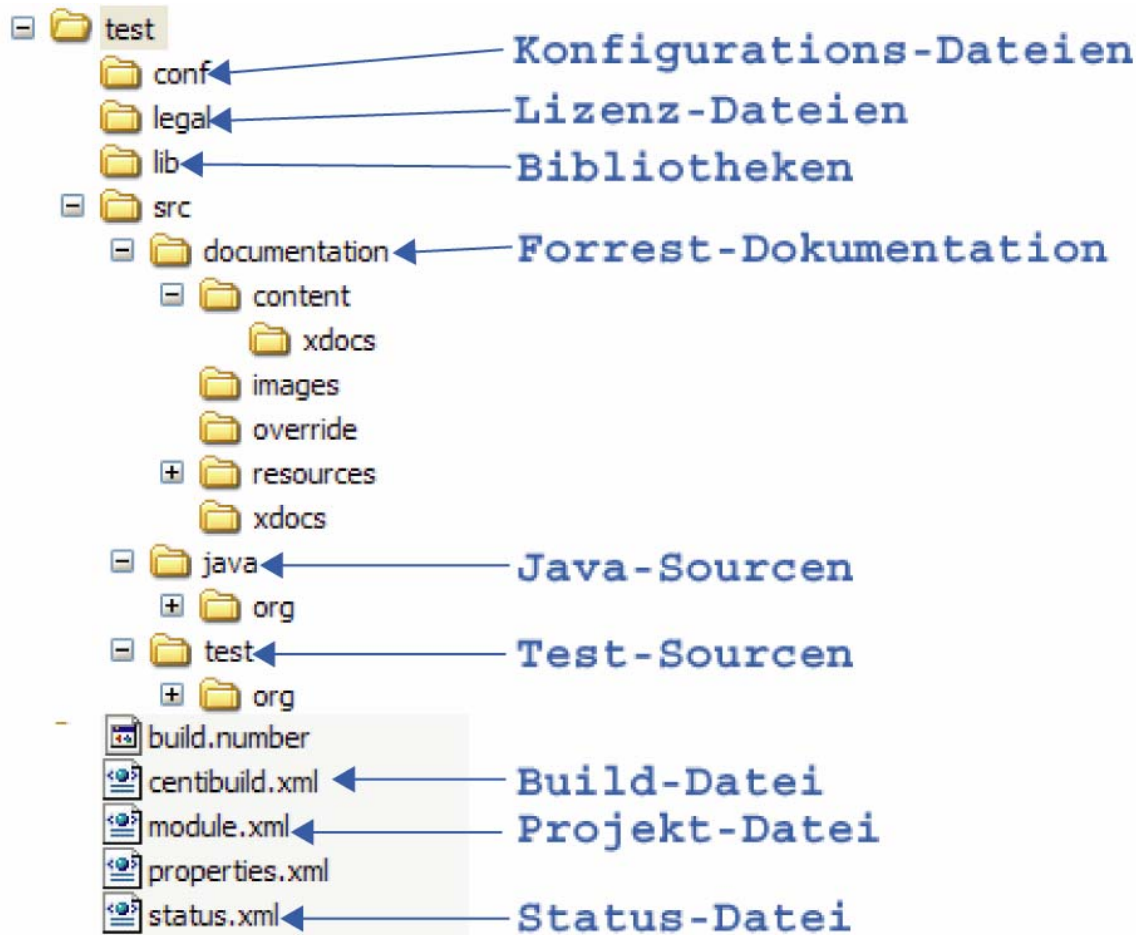 test
conf Konfigurations-Dateien
legal Lizenz-Dateien
lib Bibliotheken
src
documentation Forrest-Dokumentation
content
xdocs
images
override
resources
xdocs
java Java-Sourcen
org
test Test-Sourcen
org
build.number
centibuild.xml Build-Datei
module.xml Projekt-Datei
properties.xml
status.xml Status-Datei